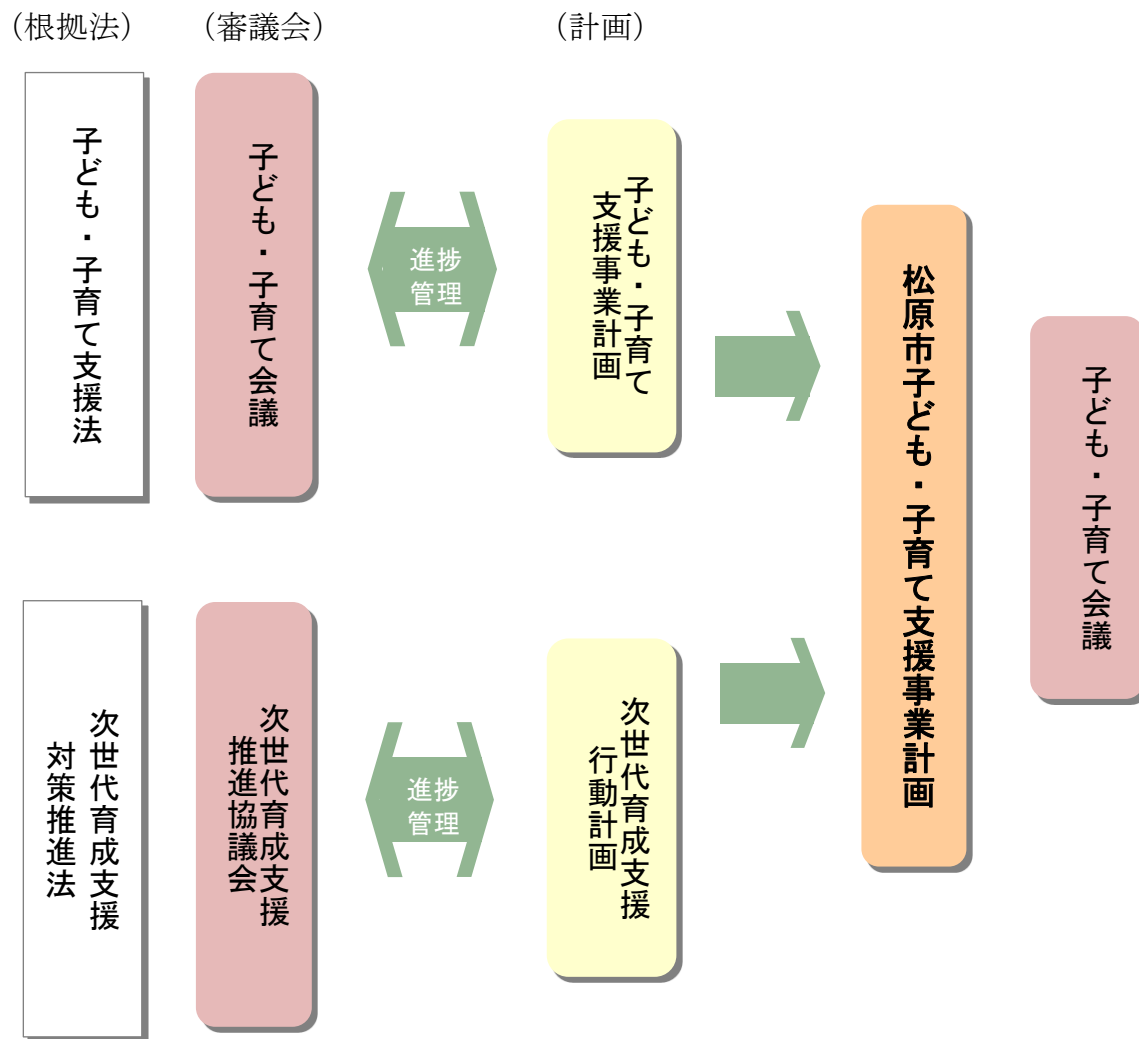 （根拠法）
（審議会）
（計画）
子ども・子育て支援法
子ども・子育て会議
進捗
管理
子ども・子育て
支援事業計画
次世代育成支援
対策推進法
次世代育成支援
推進協議会
進捗
管理
次世代育成支援
行動計画
松原市子ども・子育て支援事業計画
子ども・子育て会議